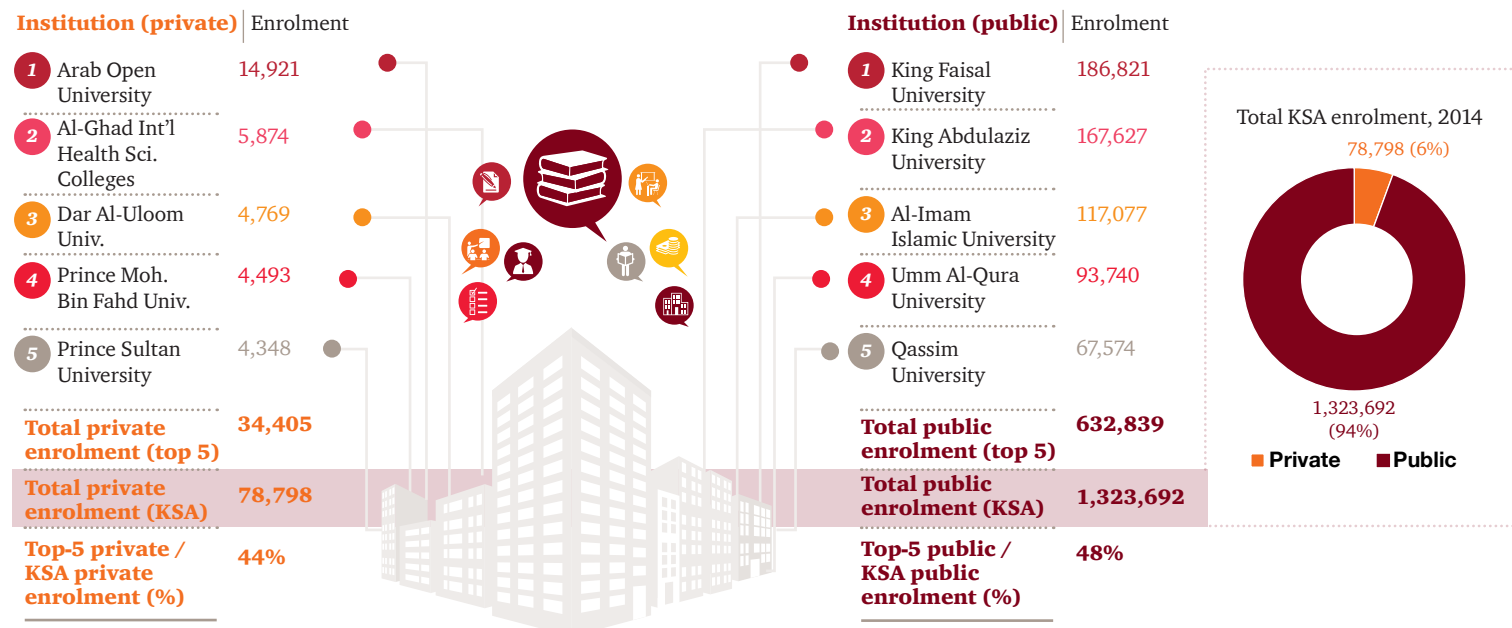 Institution (private) Enrolment
1 Arab Open
University
14,921
2 Al-Ghad Int'l
Health Sci.
Colleges
5,874
3 Dar Al-Uloom
Univ.
4,769
4 Prince Moh.
Bin Fahd Univ.
4,493
5 Prince Sultan
University
4,348
Total private
enrolment (top 5)
34,405
Total private
enrolment (KSA)
78,798
Top-5 private /
KSA private
enrolment (%)
44%
Institution (public) Enrolment
1 King Faisal
University
186,821
2 King Abdulaziz
University
167,627
3 Al-Imam
Islamic University
117,077
4 Umm Al-Qura
University
93,740
5 Qassim
University
67,574
Total public
enrolment (top 5)
632,839
Total public
enrolment (KSA)
1,323,692
Top-5 public /
KSA public
enrolment (%)
48%
Total KSA enrolment, 2014
78,798 (6%)
1,323,692
(94%)
Private Public